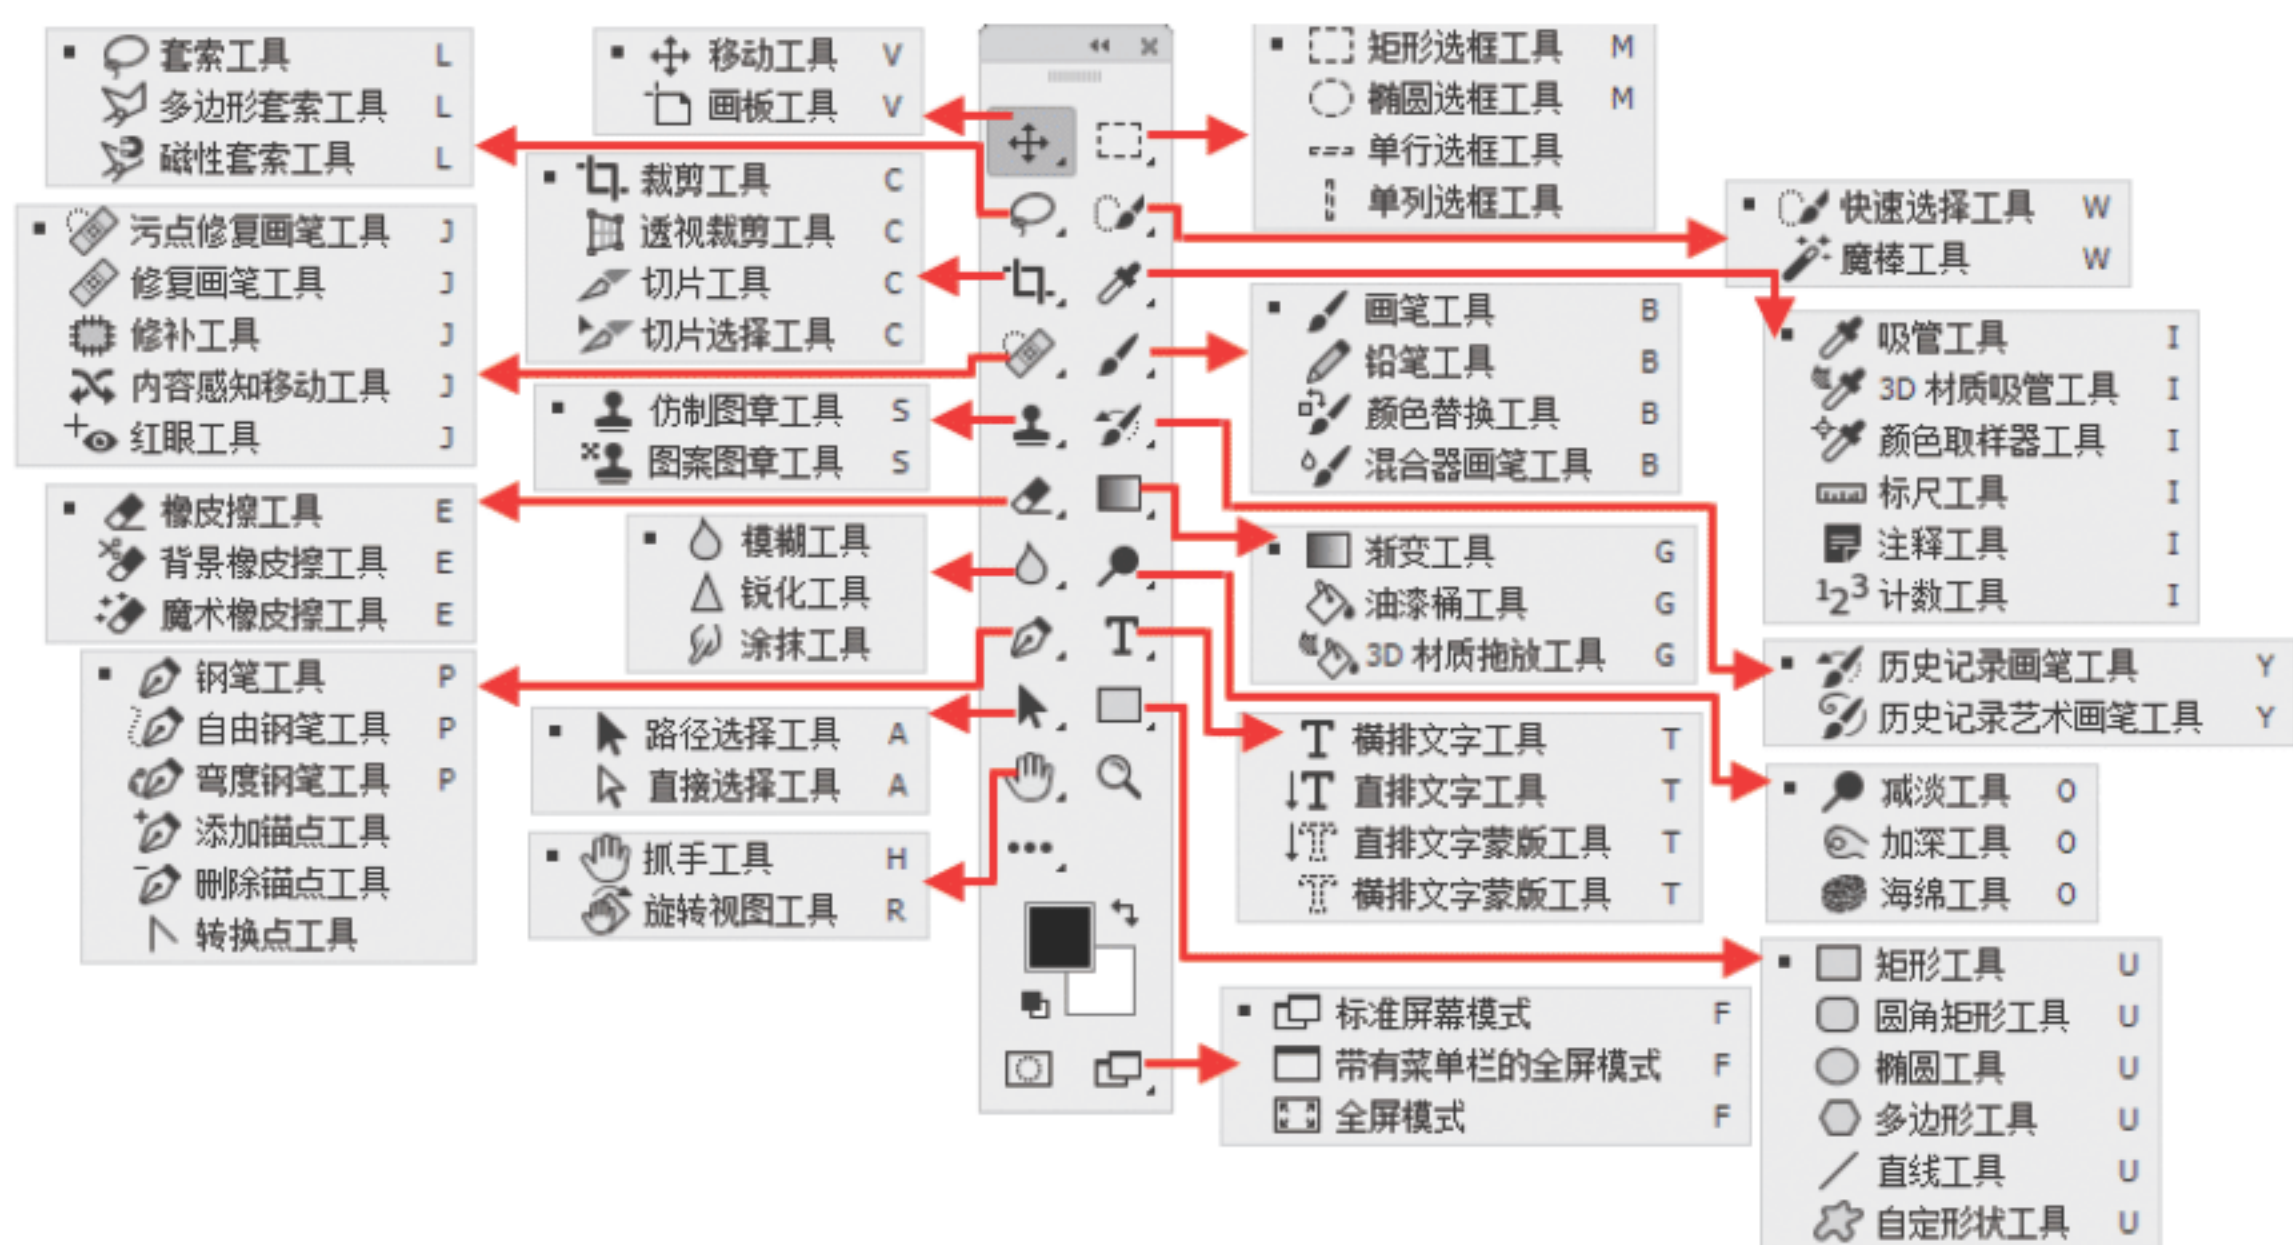 套索工具 L
多边形套索工具 L
磁性套索工具 L
移动工具 V
画板工具 V
矩形选框工具 M
椭圆选框工具 M
单行选框工具
单列选框工具
裁剪工具 C
透视裁剪工具 C
切片工具 C
切片选择工具 C
快速选择工具 W
魔棒工具 W
污点修复画笔工具 J
修复画笔工具 J
修补工具 J
内容感知移动工具 J
红眼工具 J
画笔工具 B
铅笔工具 B
颜色替换工具 B
混合器画笔工具 B
吸管工具 I
3D 材质吸管工具 I
颜色取样器工具 I
标尺工具 I
注释工具 I
计数工具 I
仿制图章工具 S
图案图章工具 S
橡皮擦工具 E
背景橡皮擦工具 E
魔术橡皮擦工具 E
模糊工具
锐化工具
涂抹工具
渐变工具 G
油漆桶工具 G
3D 材质拖放工具 G
历史记录画笔工具 Y
历史记录艺术画笔工具 Y
钢笔工具 P
自由钢笔工具 P
弯度钢笔工具 P
添加锚点工具
删除锚点工具
转换点工具
路径选择工具 A
直接选择工具 A
横排文字工具 T
直排文字工具 T
直排文字蒙版工具 T
横排文字蒙版工具 T
减淡工具 O
加深工具 O
海绵工具 O
抓手工具 H
旋转视图工具 R
矩形工具 U
圆角矩形工具 U
椭圆工具 U
多边形工具 U
直线工具 U
自定形状工具 U
标准屏幕模式 F
带有菜单栏的全屏模式 F
全屏模式 F